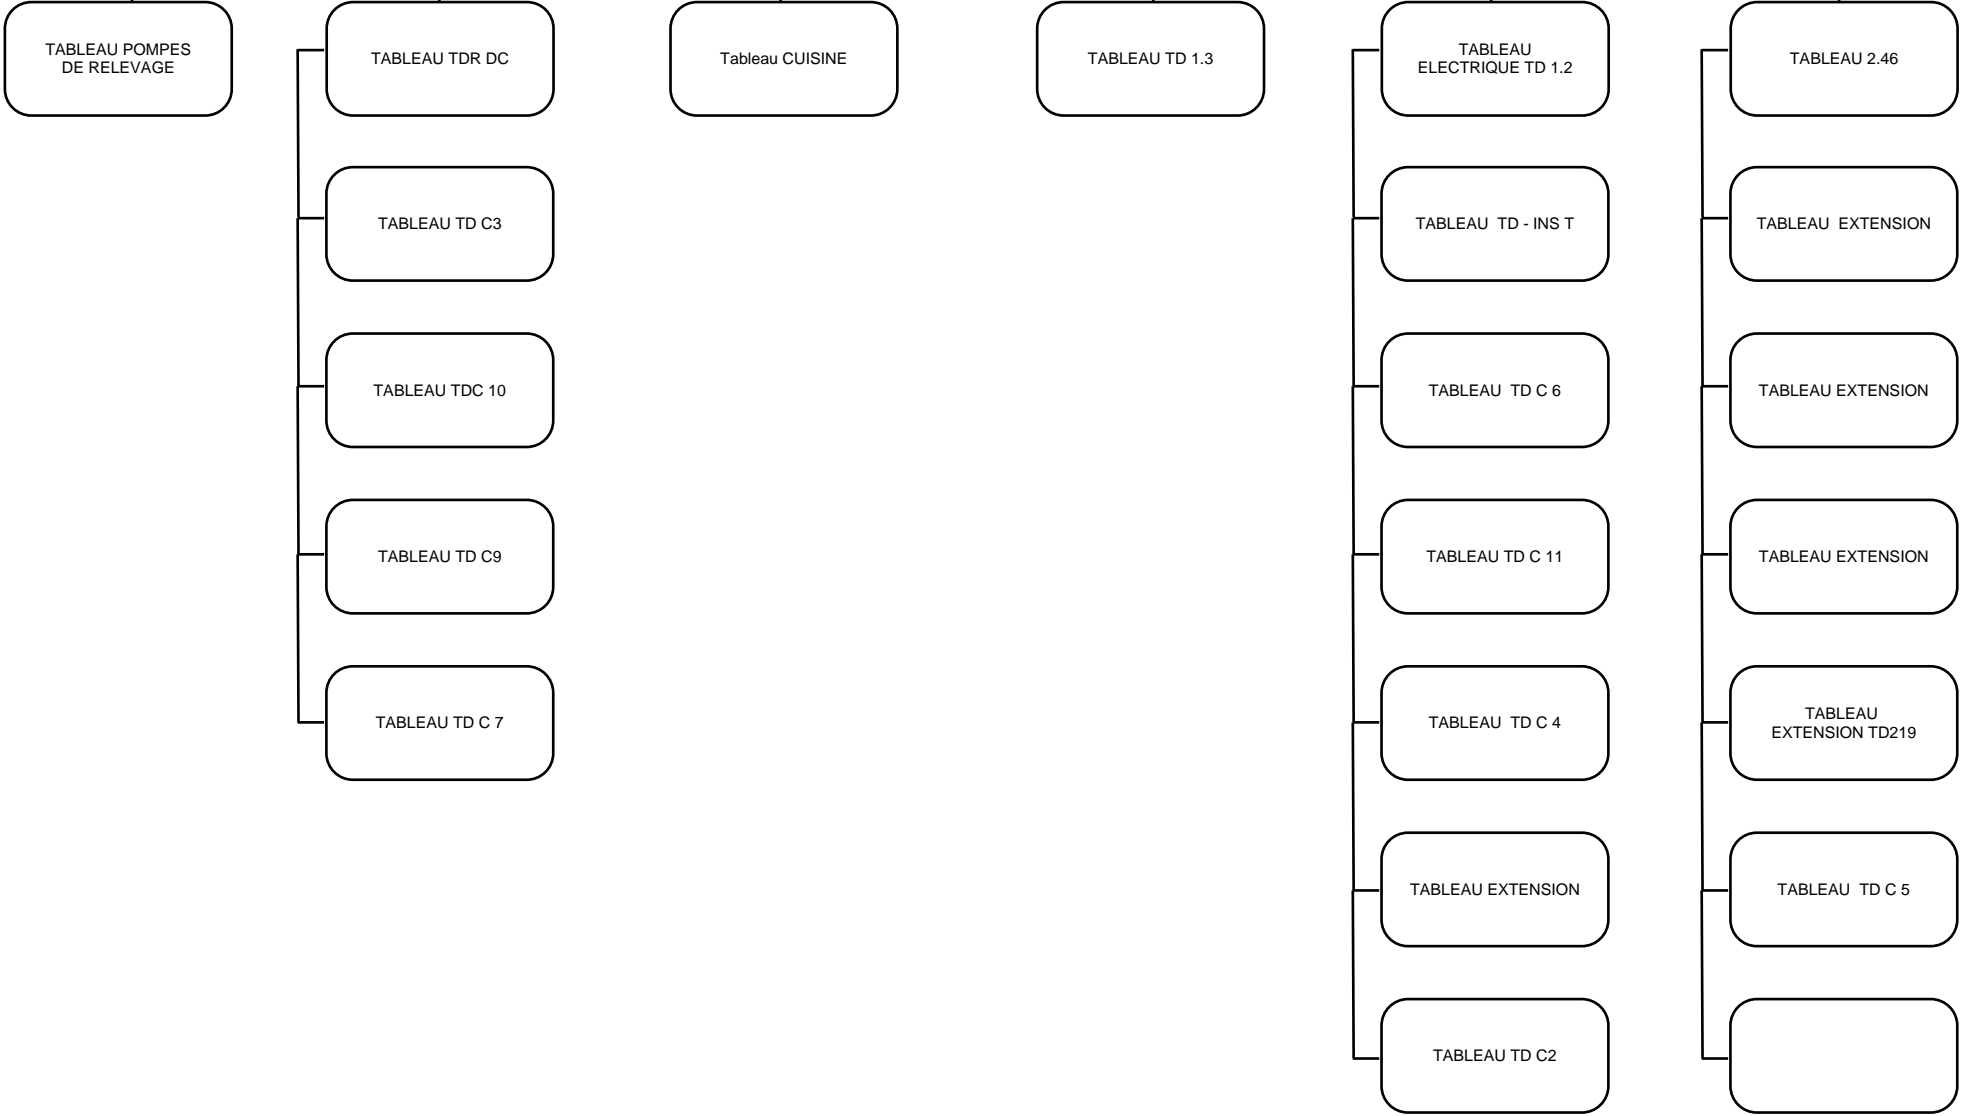 TABLEAU POMPES
DE RELEVAGE
TABLEAU TDR DC
Tableau CUISINE
TABLEAU TD 1.3
TABLEAU
ELECTRIQUE TD 1.2
TABLEAU 2.46
TABLEAU TD C3
TABLEAU  TD - INS T
TABLEAU  EXTENSION
TABLEAU TDC 10
TABLEAU  TD C 6
TABLEAU EXTENSION
TABLEAU TD C9
TABLEAU TD C 11
TABLEAU EXTENSION
TABLEAU TD C 7
TABLEAU  TD C 4
TABLEAU
EXTENSION TD219
TABLEAU EXTENSION
TABLEAU  TD C 5
TABLEAU TD C2